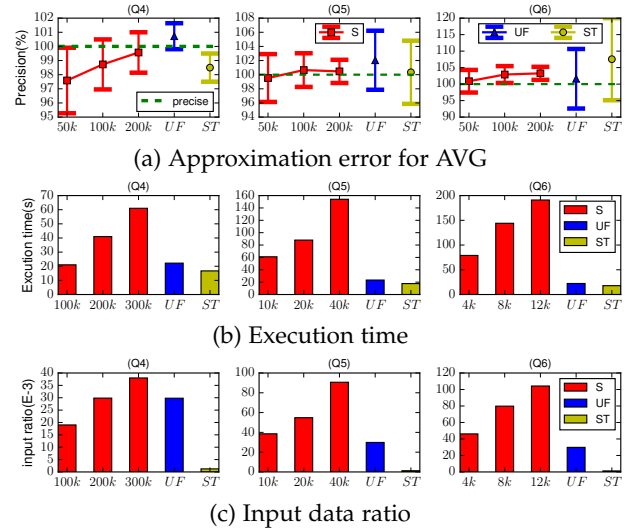 (Q4) (Q5) (Q6)
Precision(%)
102 101 100 99 98 97 96 95
precise
50k 100k 300k UF ST
106 104 102 100 98 96 94
S
50k 100k 200k UF ST
120 115 110 105 100 95 90
UF ST
50k 100k 200k UF ST
(a) Approximation error for AVG
(Q4) (Q5) (Q6)
Excution time(s)
70 60 50 40 30 20 10 0
100k 200k 300k UF ST
160 140 120 100 80 60 40 20 0
10k 20k 40k UF ST
200 150 100 50 0
S
UF
ST
4k 8k 12k UF ST
(b) Execution time
(Q4) (Q5) (Q6)
input ratio(E-3)
40 35 30 25 20 15 10 5 0
100k 200k 300k UF ST
120 100 80 60 40 20 0
10k 20k 40k UF ST
120 100 80 60 40 20 0
S
UF
ST
4k 8k 12k UF ST
(c) Input data ratio